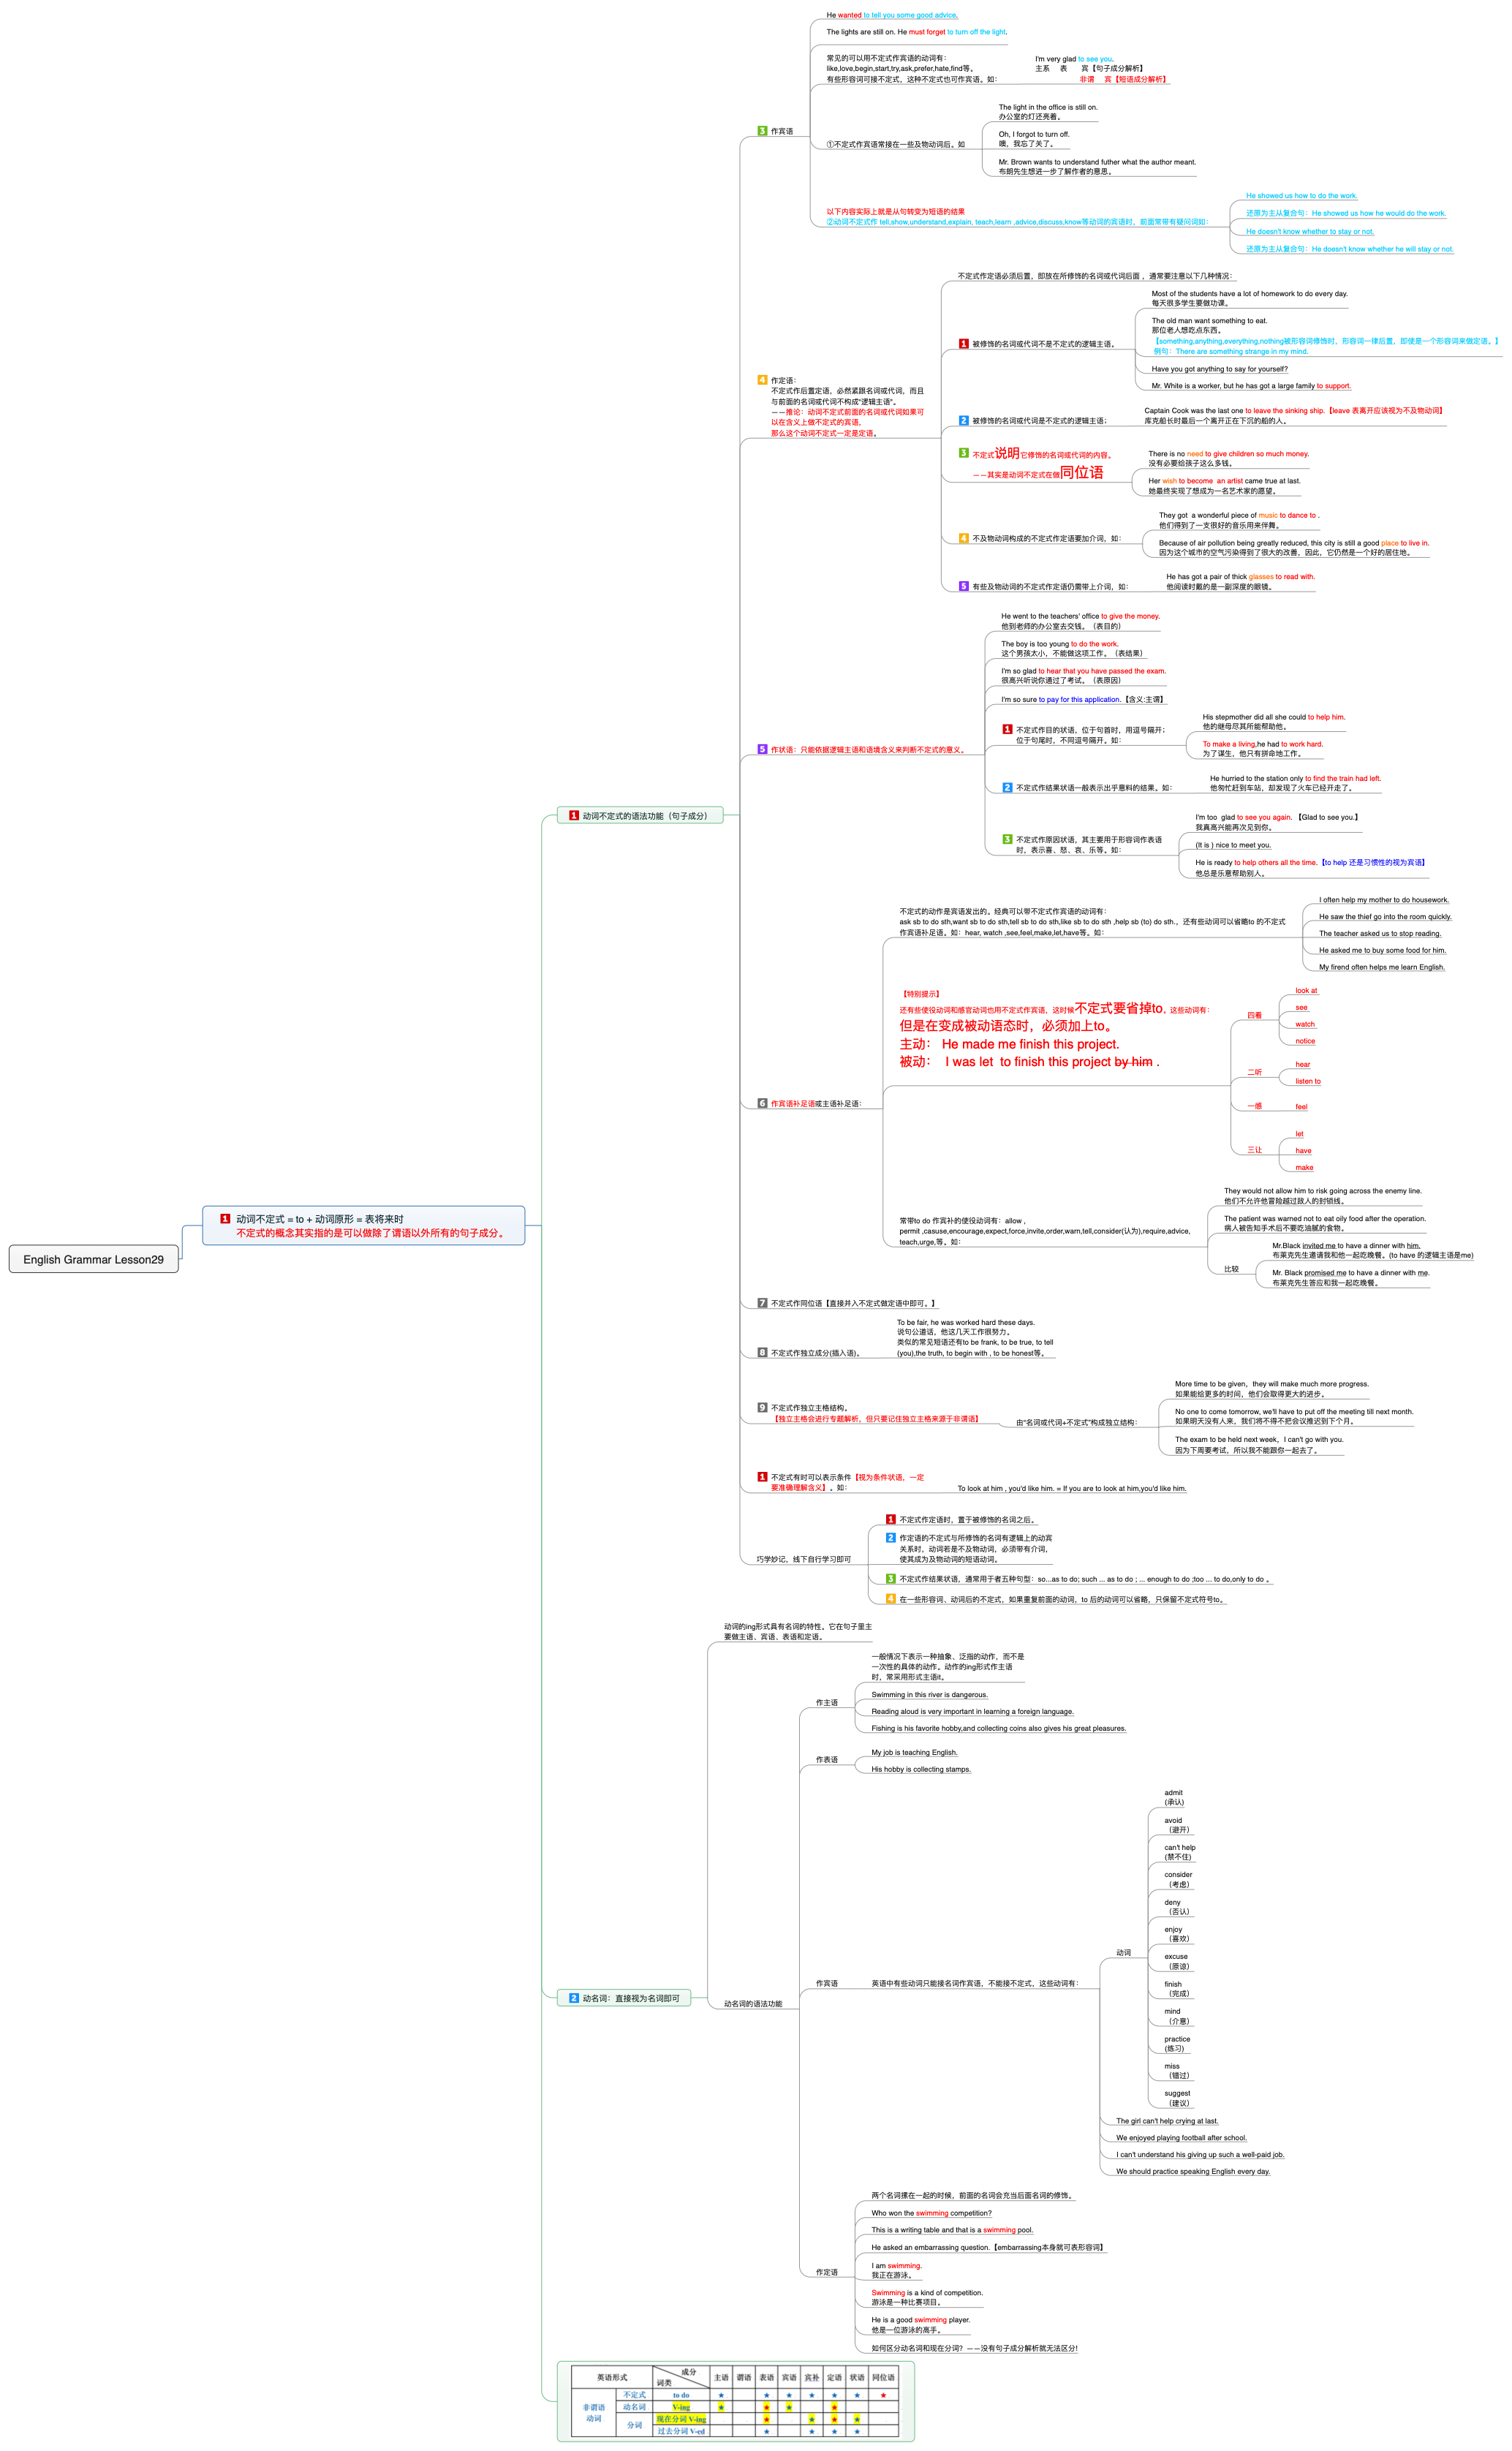 English Grammar Lesson29
1 动词不定式 = to + 动词原形 = 表将来时
不定式的概念其实指的是可以做除了谓语以外所有的句子成分。
1 动词不定式的语法功能（句子成分）
3 作宾语
He wanted to tell you some good advice.
The lights are still on. He must forget to turn off the light.
常见的可以用不定式作宾语的动词有：
like,love,begin,start,try,ask,prefer,hate,find等。
有些形容词可接不定式，这种不定式也可作宾语。如：
I'm very glad to see you.
主系 表 宾【句子成分解析】
非谓 宾【短语成分解析】
①不定式作宾语常接在一些及物动词后。如
The light in the office is still on.
办公室的灯还亮着。
Oh, I forgot to turn off.
噢，我忘了关了。
Mr. Brown wants to understand futher what the author meant.
布朗先生想进一步了解作者的意思。
以下内容实际上就是从句转变为短语的结果
②动词不定式作 tell,show,understand,explain, teach,learn ,advice,discuss,know等动词的宾语时，前面常带有疑问词如：
He showed us how to do the work.
还原为主从复合句：He showed us how he would do the work.
He doesn't know whether to stay or not.
还原为主从复合句：He doesn't know whether he will stay or not.
4 作定语：
不定式作后置定语，必然紧跟名词或代词，而且
与前面的名词或代词不构成“逻辑主语”。
——推论：动词不定式前面的名词或代词如果可
以在含义上做不定式的宾语，
那么这个动词不定式一定是定语。
不定式作定语必须后置，即放在所修饰的名词或代词后面 ，通常要注意以下几种情况：
1 被修饰的名词或代词不是不定式的逻辑主语。
Most of the students have a lot of homework to do every day.
每天很多学生要做功课。
The old man want something to eat.
那位老人想吃点东西。
【something,anything,everything,nothing被形容词修饰时，形容词一律后置，即使是一个形容词来做定语。】
例句：There are something strange in my mind.
Have you got anything to say for yourself?
Mr. White is a worker, but he has got a large family to support.
2 被修饰的名词或代词是不定式的逻辑主语；
Captain Cook was the last one to leave the sinking ship.【leave 表离开应该视为不及物动词】
库克船长时最后一个离开正在下沉的船的人。
3 不定式说明它修饰的名词或代词的内容。
——其实是动词不定式在做同位语
There is no need to give children so much money.
没有必要给孩子这么多钱。
Her wish to become an artist came true at last.
她最终实现了想成为一名艺术家的愿望。
4 不及物动词构成的不定式作定语要加介词，如：
They got a wonderful piece of music to dance to .
他们得到了一支很好的音乐用来伴舞。
Because of air pollution being greatly reduced, this city is still a good place to live in.
因为这个城市的空气污染得到了很大的改善，因此，它仍然是一个好的居住地。
5 有些及物动词的不定式作定语仍需带上介词，如：
He has got a pair of thick glasses to read with.
他阅读时戴的是一副深度的眼镜。
5 作状语：只能依据逻辑主语和语境含义来判断不定式的意义。
He went to the teachers' office to give the money.
他到老师的办公室去交钱。（表目的）
The boy is too young to do the work.
这个男孩太小，不能做这项工作。（表结果）
I'm so glad to hear that you have passed the exam.
很高兴听说你通过了考试。（表原因）
I'm so sure to pay for this application.【含义:主谓】
1 不定式作目的状语，位于句首时，用逗号隔开；
位于句尾时，不同逗号隔开。如：
His stepmother did all she could to help him.
他的继母尽其所能帮助他。
To make a living,he had to work hard.
为了谋生，他只有拼命地工作。
2 不定式作结果状语一般表示出乎意料的结果。如：
He hurried to the station only to find the train had left.
他匆忙赶到车站，却发现了火车已经开走了。
3 不定式作原因状语，其主要用于形容词作表语
时，表示喜、怒、哀、乐等。如：
I'm too glad to see you again. 【Glad to see you.】
我真高兴能再次见到你。
(It is ) nice to meet you.
He is ready to help others all the time.【to help 还是习惯性的视为宾语】
他总是乐意帮助别人。
6 作宾语补足语或主语补足语：
不定式的动作是宾语发出的。经典可以带不定式作宾语的动词有：
ask sb to do sth,want sb to do sth,tell sb to do sth,like sb to do sth ,help sb (to) do sth.，还有些动词可以省略to 的不定式
作宾语补足语。如：hear, watch ,see,feel,make,let,have等。如：
I often help my mother to do housework.
He saw the thief go into the room quickly.
The teacher asked us to stop reading.
He asked me to buy some food for him.
My firend often helps me learn English.
【特别提示】
还有些使役动词和感官动词也用不定式作宾语，这时候不定式要省掉to，这些动词有：
但是在变成被动语态时，必须加上to。
主动： He made me finish this project.
被动： I was let to finish this project by him .
四看
look at
see
watch
notice
二听
hear
listen to
一感
feel
三让
let
have
make
常带to do 作宾补的使役动词有：allow ,
permit ,casuse,encourage,expect,force,invite,order,warn,tell,consider(认为),require,advice,
teach,urge,等。如：
They would not allow him to risk going across the enemy line.
他们不允许他冒险越过敌人的封锁线。
The patient was warned not to eat oily food after the operation.
病人被告知手术后不要吃油腻的食物。
比较
Mr.Black invited me to have a dinner with him.
布莱克先生邀请我和他一起吃晚餐。(to have 的逻辑主语是me)
Mr. Black promised me to have a dinner with me.
布莱克先生答应和我一起吃晚餐。
7 不定式作同位语【直接并入不定式做定语中即可。】
8 不定式作独立成分(插入语)。
To be fair, he was worked hard these days.
说句公道话，他这几天工作很努力。
类似的常见短语还有to be frank, to be true, to tell
(you),the truth, to begin with , to be honest等。
9 不定式作独立主格结构。
【独立主格会进行专题解析，但只要记住独立主格来源于非谓语】
由“名词或代词+不定式”构成独立结构：
More time to be given，they will make much more progress.
如果能给更多的时间，他们会取得更大的进步。
No one to come tomorrow, we'll have to put off the meeting till next month.
如果明天没有人来，我们将不得不把会议推迟到下个月。
The exam to be held next week，I can't go with you.
因为下周要考试，所以我不能跟你一起去了。
1 不定式有时可以表示条件【视为条件状语，一定
要准确理解含义】。如：
To look at him , you'd like him. = If you are to look at him,you'd like him.
巧学妙记，线下自行学习即可
1 不定式作定语时，置于被修饰的名词之后。
2 作定语的不定式与所修饰的名词有逻辑上的动宾
关系时，动词若是不及物动词，必须带有介词，
使其成为及物动词的短语动词。
3 不定式作结果状语，通常用于者五种句型：so...as to do; such ... as to do ; ... enough to do ;too ... to do,only to do 。
4 在一些形容词、动词后的不定式，如果重复前面的动词，to 后的动词可以省略，只保留不定式符号to。
2 动名词：直接视为名词即可
动词的ing形式具有名词的特性。它在句子里主
要做主语、宾语、表语和定语。
动名词的语法功能
作主语
一般情况下表示一种抽象、泛指的动作，而不是
一次性的具体的动作。动作的ing形式作主语
时，常采用形式主语it。
Swimming in this river is dangerous.
Reading aloud is very important in learning a foreign language.
Fishing is his favorite hobby,and collecting coins also gives his great pleasures.
作表语
My job is teaching English.
His hobby is collecting stamps.
作宾语
英语中有些动词只能接名词作宾语，不能接不定式，这些动词有：
动词
admit
(承认)
avoid
（避开）
can't help
(禁不住)
consider
（考虑）
deny
（否认）
enjoy
（喜欢）
excuse
（原谅）
finish
（完成）
mind
（介意）
practice
(练习)
miss
（错过）
suggest
（建议）
The girl can't help crying at last.
We enjoyed playing football after school.
I can't understand his giving up such a well-paid job.
We should practice speaking English every day.
作定语
两个名词摞在一起的时候，前面的名词会充当后面名词的修饰。
Who won the swimming competition?
This is a writing table and that is a swimming pool.
He asked an embarrassing question.【embarrassing本身就可表形容词】
I am swimming.
我正在游泳。
Swimming is a kind of competition.
游泳是一种比赛项目。
He is a good swimming player.
他是一位游泳的高手。
如何区分动名词和现在分词？——没有句子成分解析就无法区分!
英语形式 成分 词类 主语 谓语 表语 宾语 宾补 定语 状语 同位语
非谓语动词 不定式 to do ★ ★ ★ ★ ★ ★ ★
动名词 V-ing ★ ★ ★ ★
分词 现在分词 V-ing ★ ★ ★ ★
过去分词 V-ed ★ ★ ★ ★